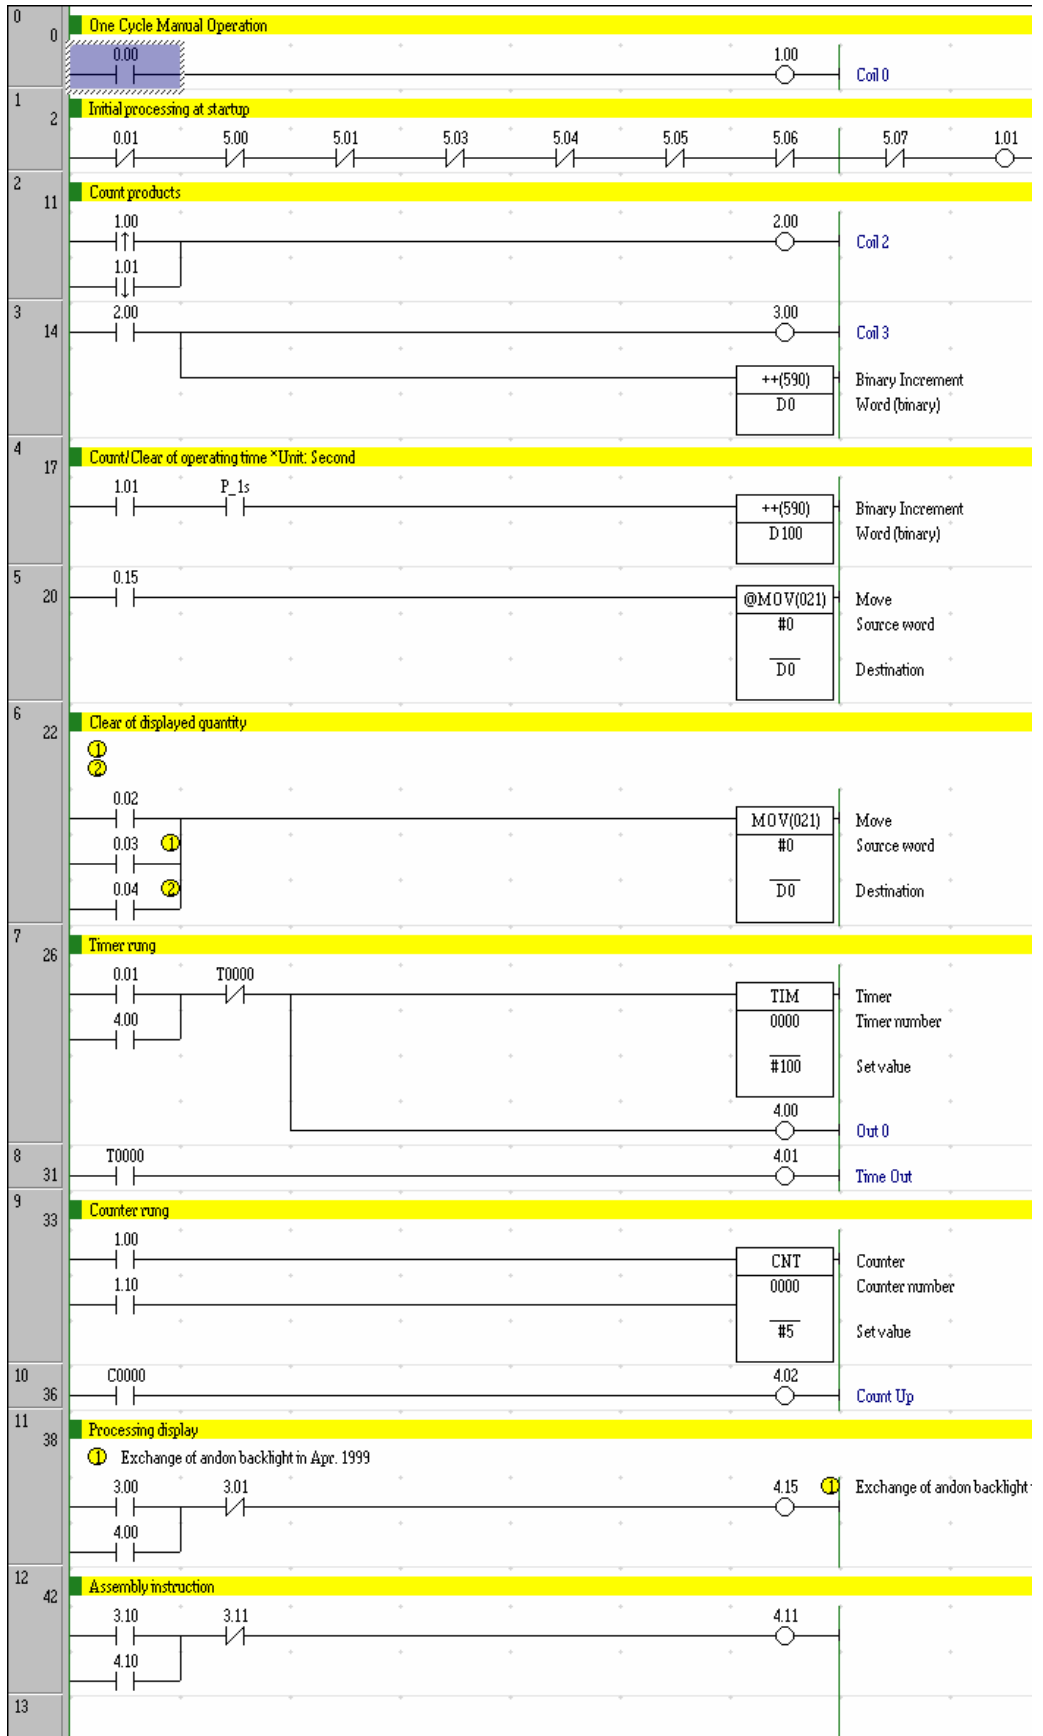 0
0
One Cycle Manual Operation
0.00 1.00
Coil 0
1
2
Initial processing at startup
0.01 5.00 5.01 5.03 5.04 5.05 5.06 5.07 1.01
2
11
Count products
1.00 2.00
Coil 2
1.01
3
14
2.00 3.00
Coil 3
++(590) Binary Increment
D0 Word (binary)
4
17
Count/Clear of operating time *Unit: Second
1.01 P_1s
++(590) Binary Increment
D100 Word (binary)
5
20
0.15
@MOV(021) Move
#0 Source word
D0 Destination
6
22
Clear of displayed quantity
1
2
0.02
MOV(021) Move
0.03 1 #0 Source word
0.04 2 D0 Destination
7
26
Timer rung
0.01 T0000
TIM Timer
4.00 0000 Timer number
#100 Set value
4.00
Out 0
8
31
T0000 4.01
Time Out
9
33
Counter rung
1.00
CNT Counter
1.10 0000 Counter number
#5 Set value
10
36
C0000 4.02
Count Up
11
38
Processing display
1 Exchange of andon backlight in Apr. 1999
3.00 3.01 4.15 1 Exchange of andon backlight
4.00
12
42
Assembly instruction
3.10 3.11 4.11
4.10
13